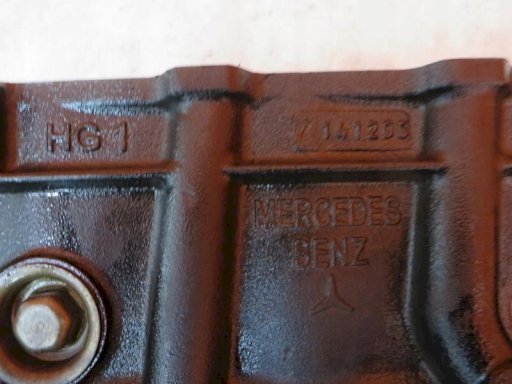 HG 1
141203
MERCEDES
BENZ